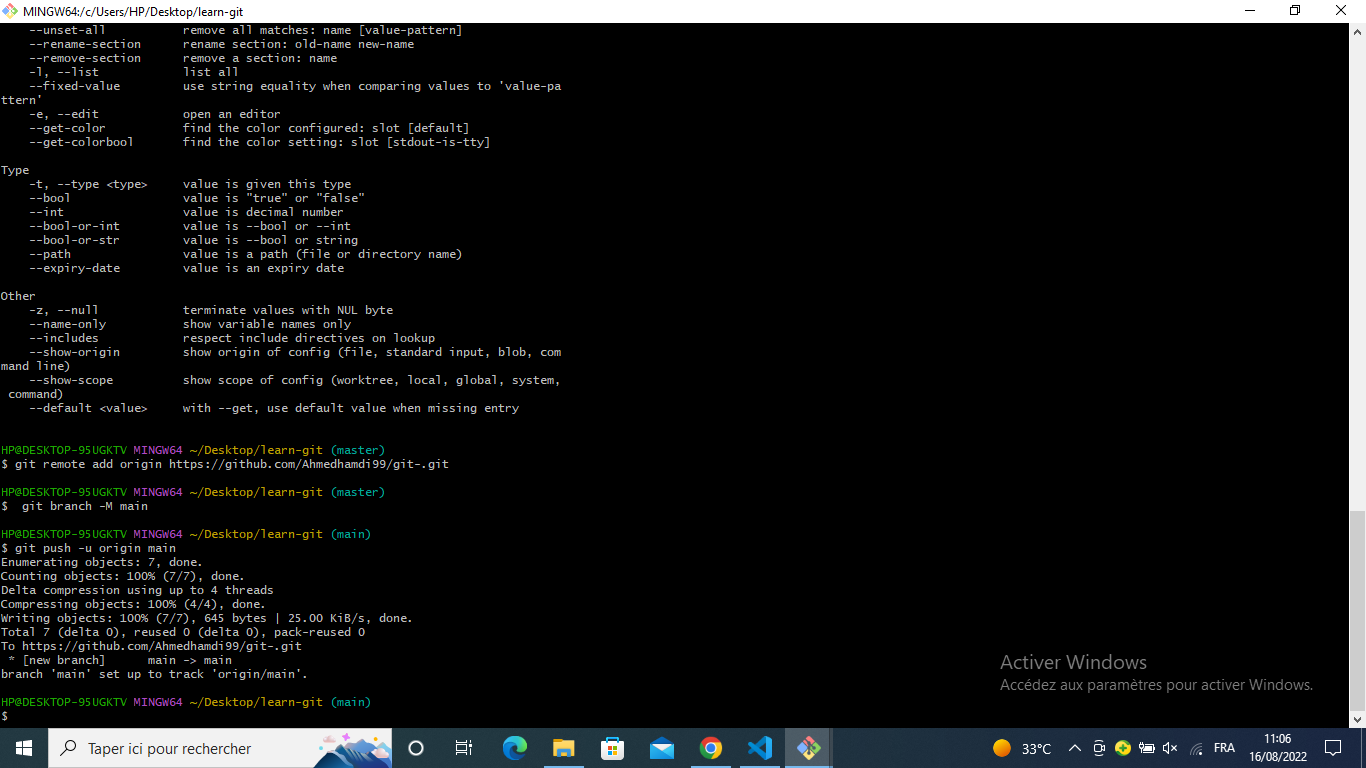 MINGW64:/c/Users/HP/Desktop/learn-git
--unset-all remove all matches: name [value-pattern]
--rename-section rename section: old-name new-name
--remove-section remove a section: name
-l, --list list all
--fixed-value use string equality when comparing values to 'value-pa
ttern'
-e, --edit open an editor
--get-color find the color configured: slot [default]
--get-colorbool find the color setting: slot [stdout-is-tty]
Type
-t, --type <type> value is given this type
--bool value is "true" or "false"
--int value is decimal number
--bool-or-int value is --bool or --int
--bool-or-str value is --bool or string
--path value is a path (file or directory name)
--expiry-date value is an expiry date
Other
-z, --null terminate values with NUL byte
--name-only show variable names only
--includes respect include directives on lookup
--show-origin show origin of config (file, standard input, blob, com
mand line)
--show-scope show scope of config (worktree, local, global, system,
command)
--default <value> with --get, use default value when missing entry
HP@DESKTOP-95UGKTV MINGW64 ~/Desktop/learn-git (master)
$ git remote add origin https://github.com/Ahmedhamdi99/git-.git
HP@DESKTOP-95UGKTV MINGW64 ~/Desktop/learn-git (master)
$  git branch -M main
HP@DESKTOP-95UGKTV MINGW64 ~/Desktop/learn-git (main)
$ git push -u origin main
Enumerating objects: 7, done.
Counting objects: 100% (7/7), done.
Delta compression using up to 4 threads
Compressing objects: 100% (4/4), done.
Writing objects: 100% (7/7), 645 bytes | 25.00 KiB/s, done.
Total 7 (delta 0), reused 0 (delta 0), pack-reused 0
To https://github.com/Ahmedhamdi99/git-.git
* [new branch] main -> main
branch 'main' set up to track 'origin/main'.
HP@DESKTOP-95UGKTV MINGW64 ~/Desktop/learn-git (main)
$
Activer Windows
Accédez aux paramètres pour activer Windows.
Taper ici pour rechercher
33°C
FRA
11:06
16/08/2022